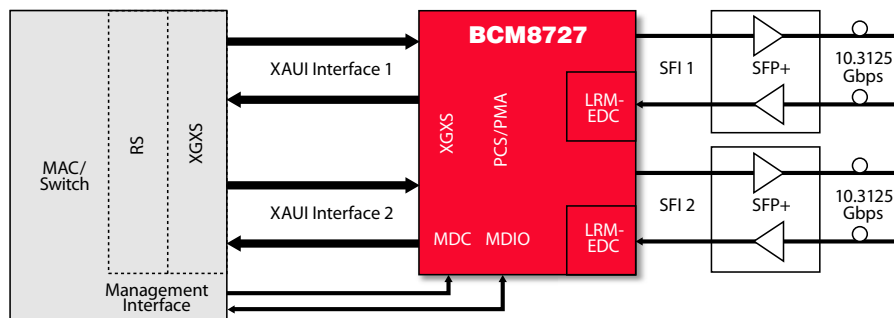 BCM8727
XAUI Interface 1
SFI 1
SFP+
10.3125
Gbps
LRM-
EDC
RS
XGXS
XGXS
PCS/PMA
MAC/
Switch
XAUI Interface 2
SFI 2
SFP+
10.3125
Gbps
LRM-
EDC
MDC
MDIO
Management
Interface